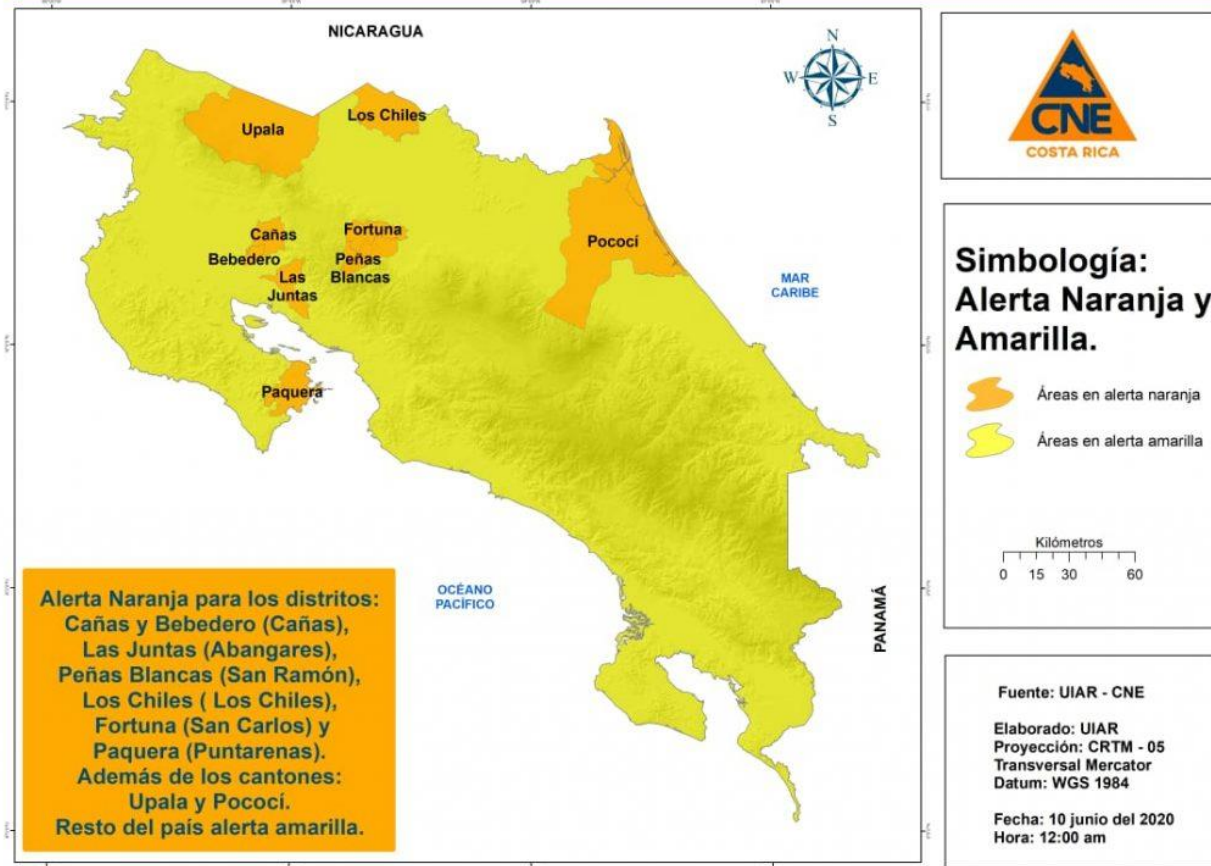 NICARAGUA
N
W
E
S
Upala
Los Chiles
Cañas
Fortuna
Bebedero
Peñas
Blancas
Las
Juntas
Pococí
MAR
CARIBE
Paquera
OCÉANO
PACÍFICO
PANAMÁ
Alerta Naranja para los distritos:
Cañas y Bebedero (Cañas),
Las Juntas (Abangares),
Peñas Blancas (San Ramón),
Los Chiles ( Los Chiles),
Fortuna (San Carlos) y
Paquera (Puntarenas).
Además de los cantones:
Upala y Pococí.
Resto del país alerta amarilla.
CNE
COSTA RICA
Simbología:
Alerta Naranja y
Amarilla.
Áreas en alerta naranja
Áreas en alerta amarilla
Kilómetros
0 15 30 60
Fuente: UIAR - CNE
Elaborado: UIAR
Proyección: CRTM - 05
Transversal Mercator
Datum: WGS 1984
Fecha: 10 junio del 2020
Hora: 12:00 am